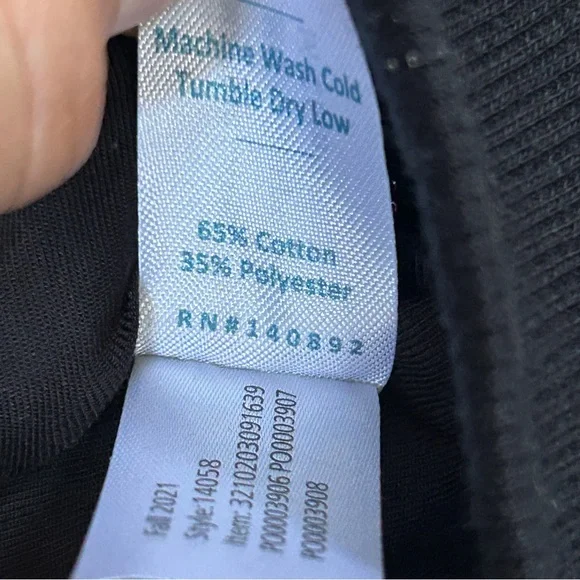 Machine Wash Cold
Tumble Dry Low
65% Cotton
35% Polyester
RN#140892
Fall 2021
Style:14058
Item: 3210203091639
PO0003906 PO0003907
PO0003908